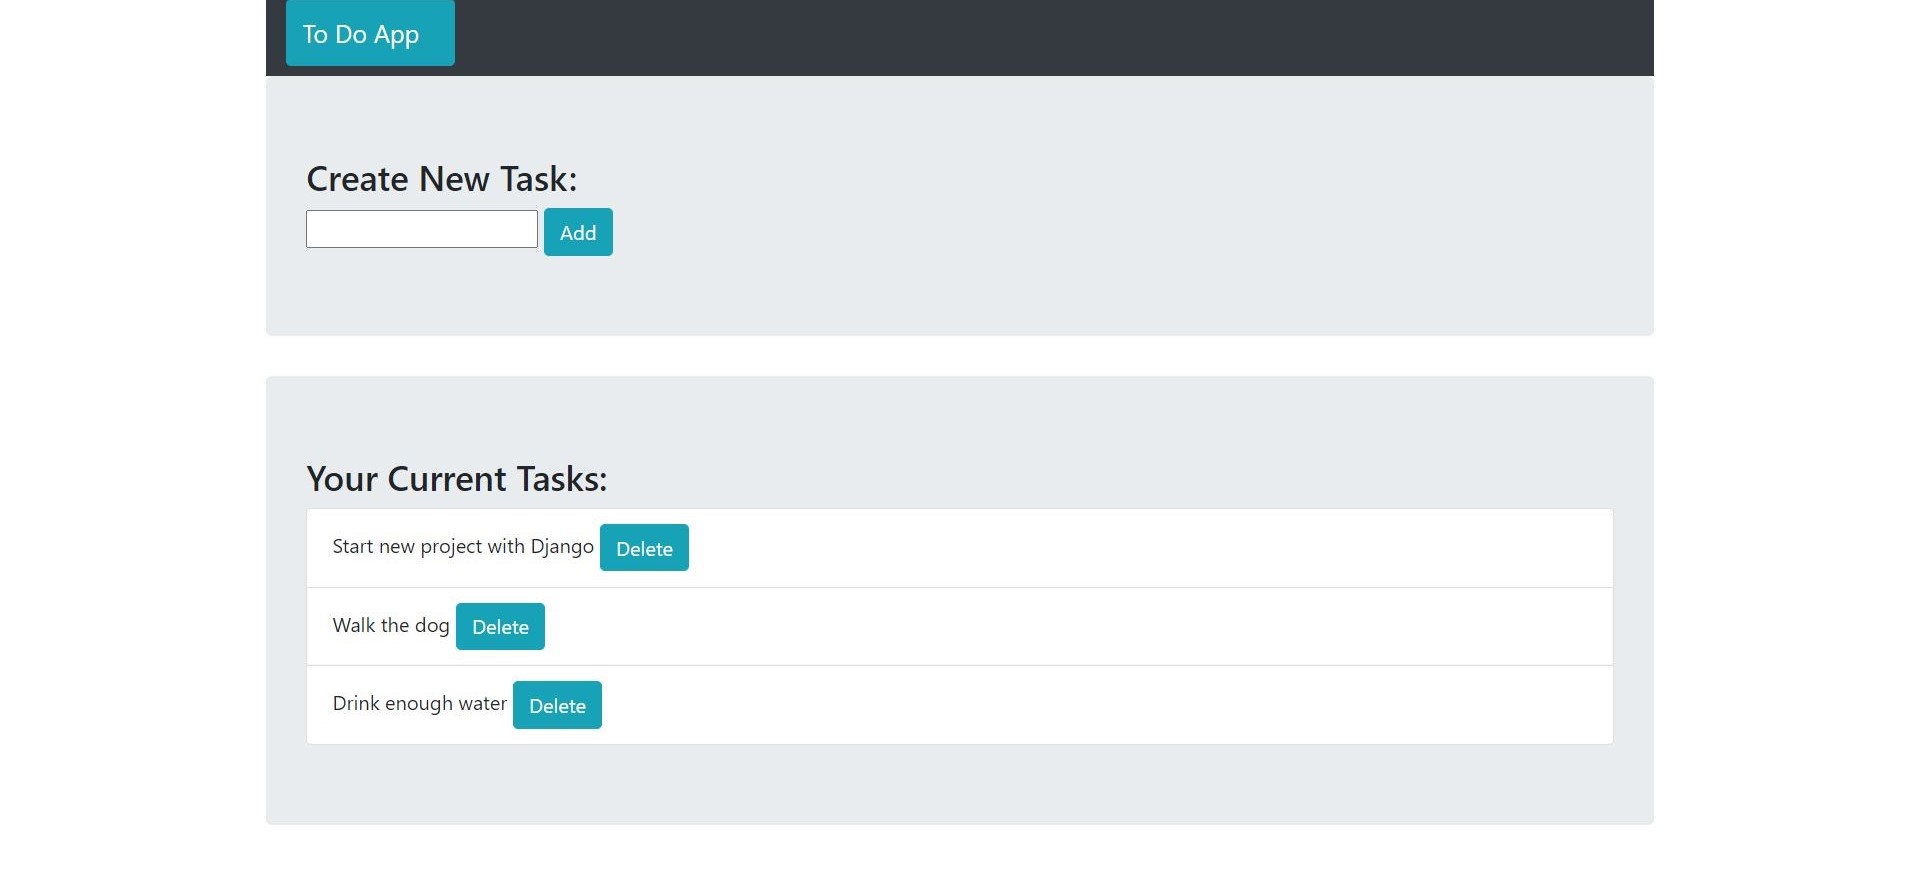 To Do App
Create New Task:
Add
Your Current Tasks:
Start new project with Django Delete
Walk the dog Delete
Drink enough water Delete